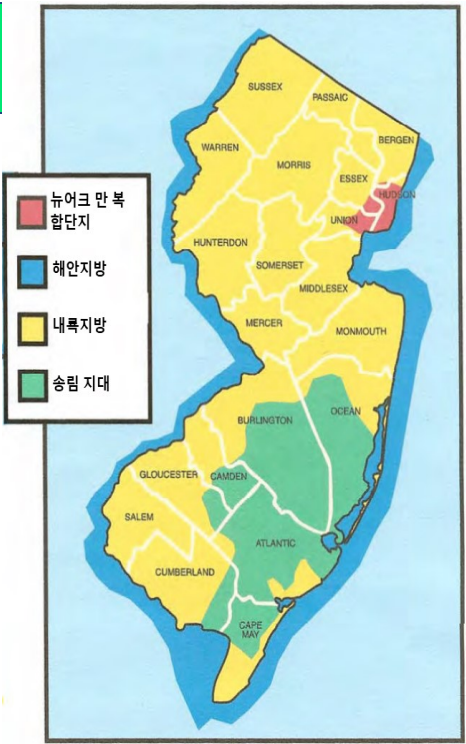 SUSSEX
PASSAIC
BERGEN
WARREN
MORRIS
ESSEX
HUDSON
UNION
HUNTERDON
SOMERSET
MIDDLESEX
MERCER
MONMOUTH
OCEAN
BURLINGTON
GLOUCESTER
CAMDEN
SALEM
ATLANTIC
CUMBERLAND
CAPE
MAY
뉴어크 만 복
합단지
해안지방
내륙지방
송림 지대